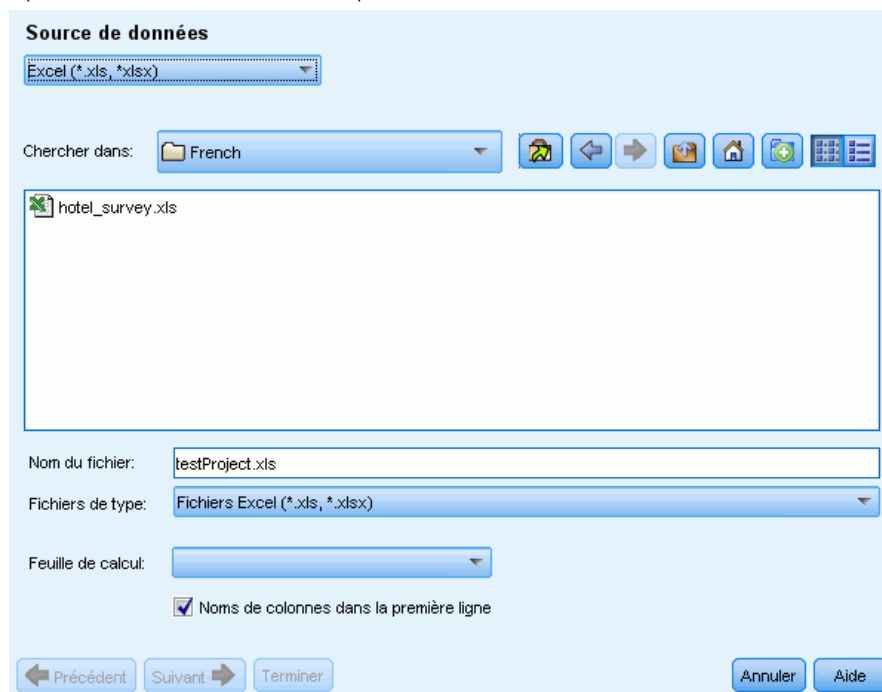 Source de données
Excel (*.xls, *xlsx)
Chercher dans: French
hotel_survey.xls
Nom du fichier: testProject.xls
Fichiers de type: Fichiers Excel (*.xls, *.xlsx)
Feuille de calcul:
Noms de colonnes dans la première ligne
Précédent Suivant Terminer Annuler Aide